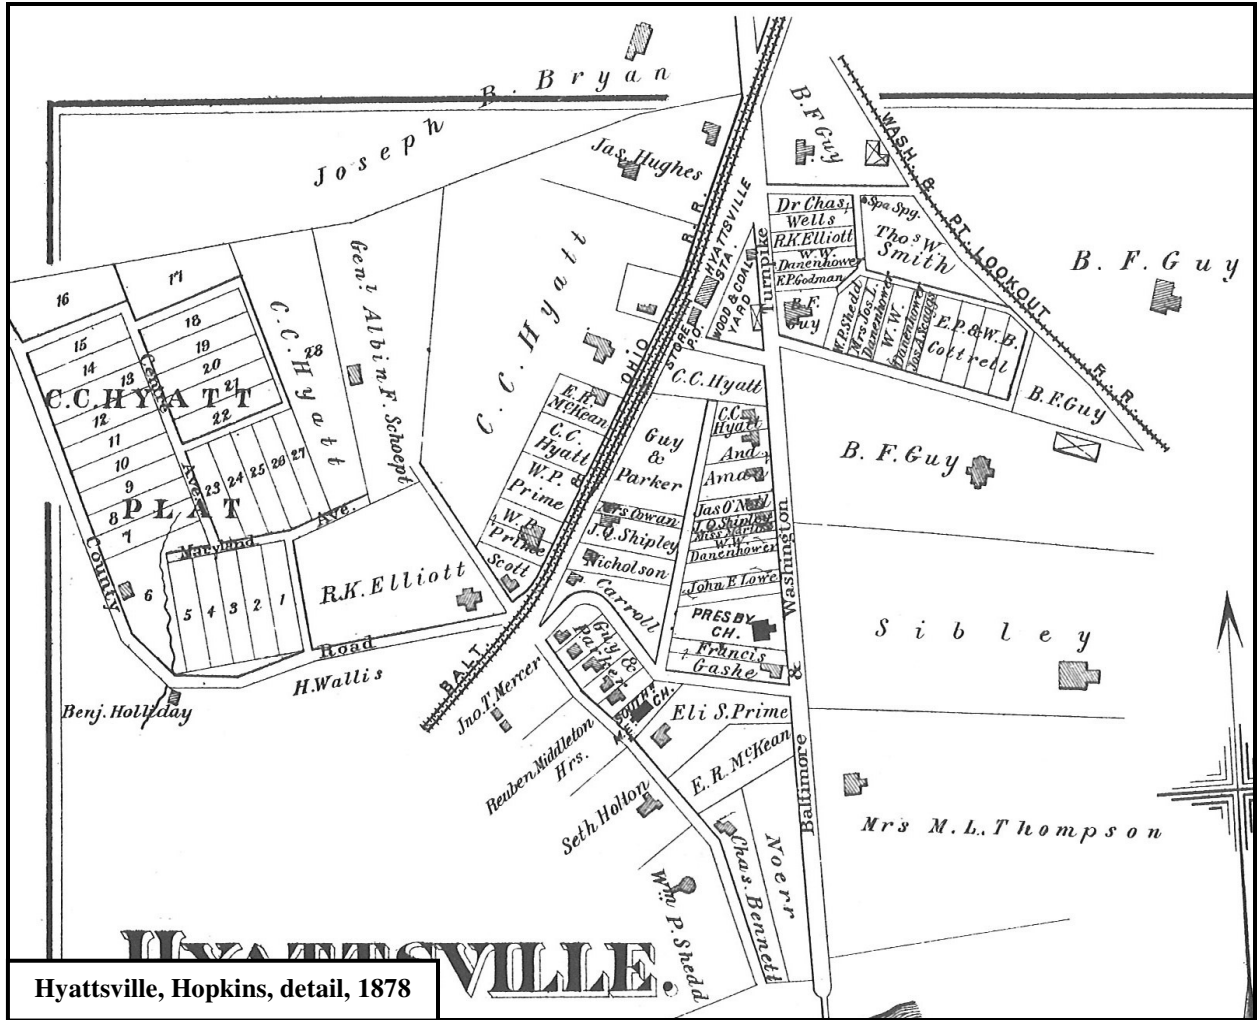 Joseph B. Bryan
Jas. Hughes
B. F Guy
WASH. & PT. LOOKOUT R. R.
B. F. Guy
Spa Spg.
Thos W.
Smith
Dr Chas.
Wells
R.K. Elliott
W. W.
Danenhower
F.P. Godman
B. F.
Guy
W. P. Shedd
Mrs Jos. L.
Danenhower
W. W.
Danenhower
Jos. A. Scaggs
E. P. & W. B.
Cottrell
B. F. Guy
B. F. Guy
BALT. & OHIO R. R.
HYATTSVILLE
STA.
WOOD & COAL
YARD
STORE
P.O.
Baltimore & Washington Turnpike
16
17
15
14
13
12
11
10
9
8
7
6
5
4
3
2
1
18
19
20
21
22
23
24
25
26
27
28
C. C. HYATT
PLAT
Centre Ave.
Maryland Ave.
County Road
C. C. Hyatt
Genl. Albin F. Schoepf
C. C. Hyatt
E. R.
McKean
C. C.
Hyatt
W. P.
Prime
W. P.
Prime
Scott
R.K. Elliott
H. Wallis
Benj. Holliday
C. C. Hyatt
Guy
&
Parker
Mrs Cowan
J. Q. Shipley
Nicholson
Carroll
C. C.
Hyatt
And.
Jas O'Neil
J. Q. Shipley
Miss Martin
W. W.
Danenhower
John E Lowe
PRESBY
CH.
Francis
Gashe
Guy &
Parker
M. E. SOUTH
CH.
Jno. T. Mercer
Reuben Middleton
Hrs.
Seth Holton
Eli S. Prime
E. R. McKean
Chas. Bennett
Noerr
Wm P. Shedd
Sibley
Mrs M. L. Thompson
HYATTSVILLE.
Hyattsville, Hopkins, detail, 1878